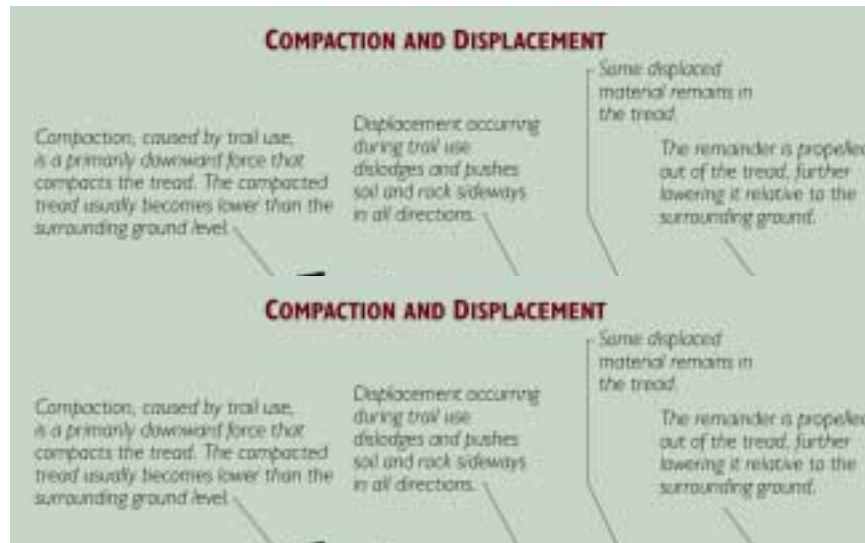 COMPACTION AND DISPLACEMENT
Some displaced
material remains in
the tread.
Compaction, caused by trail use,
is a primarily downward force that
compacts the tread. The compacted
tread usually becomes lower than the
surrounding ground level.
Displacement occurring
during trail use
dislodges and pushes
soil and rock sideways
in all directions.
The remainder is propelled
out of the tread, further
lowering it relative to the
surrounding ground.
COMPACTION AND DISPLACEMENT
Some displaced
material remains in
the tread.
Compaction, caused by trail use,
is a primarily downward force that
compacts the tread. The compacted
tread usually becomes lower than the
surrounding ground level.
Displacement occurring
during trail use
dislodges and pushes
soil and rock sideways
in all directions.
The remainder is propelled
out of the tread, further
lowering it relative to the
surrounding ground.